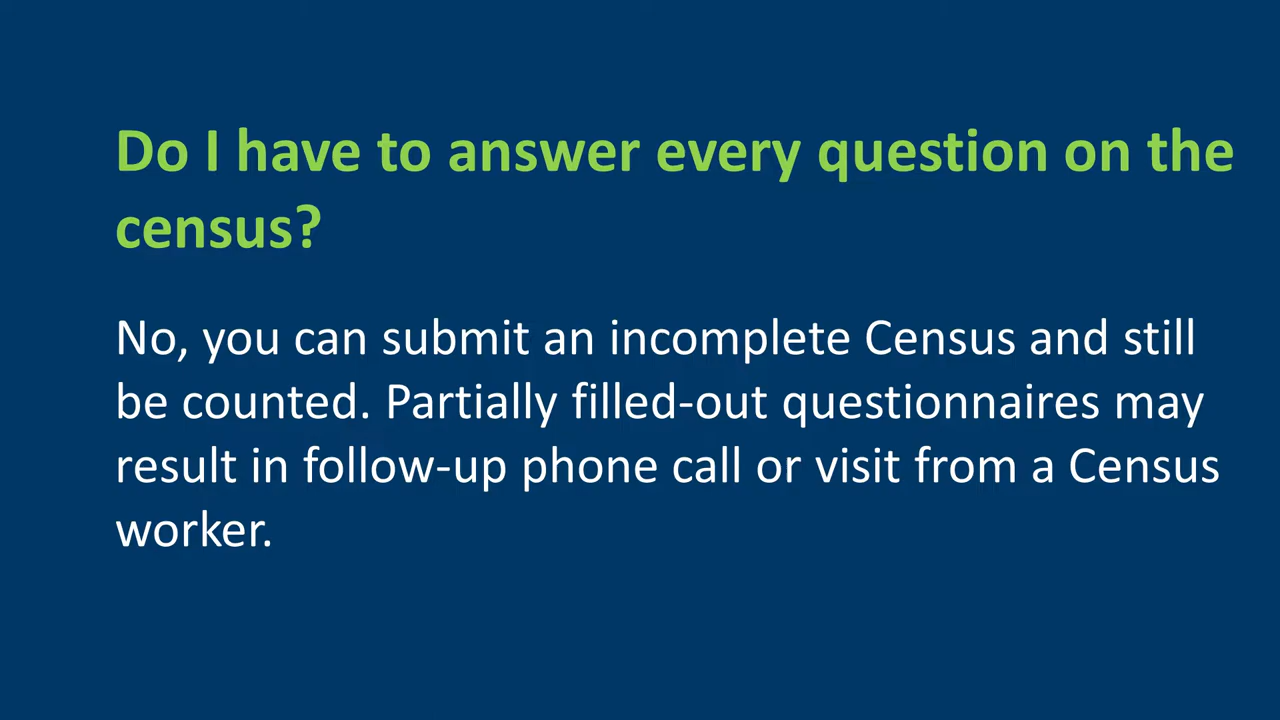 Do I have to answer every question on the
census?
No, you can submit an incomplete Census and still
be counted. Partially filled-out questionnaires may
result in follow-up phone call or visit from a Census
worker.